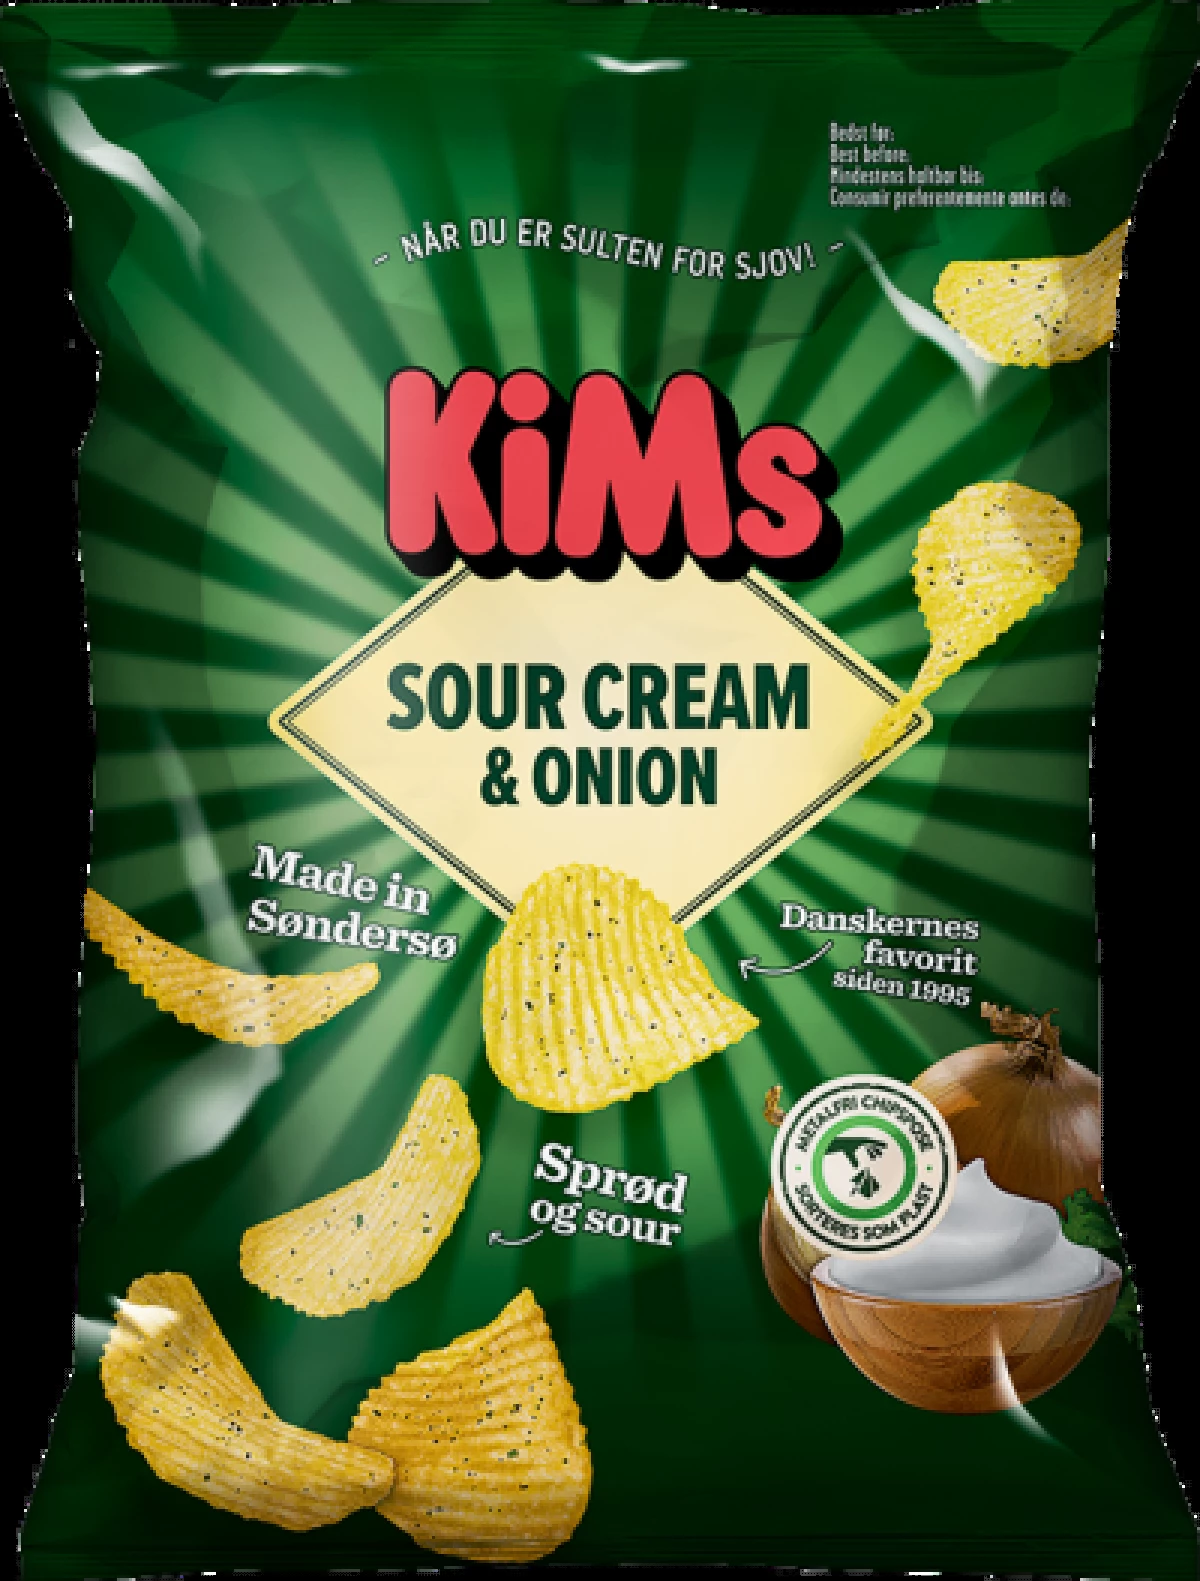 Bedst før:
Best before:
Mindestens haltbar bis:
Consumir preferentemente antes de:
- NÅR DU ER SULTEN FOR SJOV! -
KiMs
SOUR CREAM
& ONION
Made in
Søndersø
Danskernes
favorit
siden 1995
METALFRI CHIPSPOSE
SORTERES SOM PLAST
Sprød
og sour